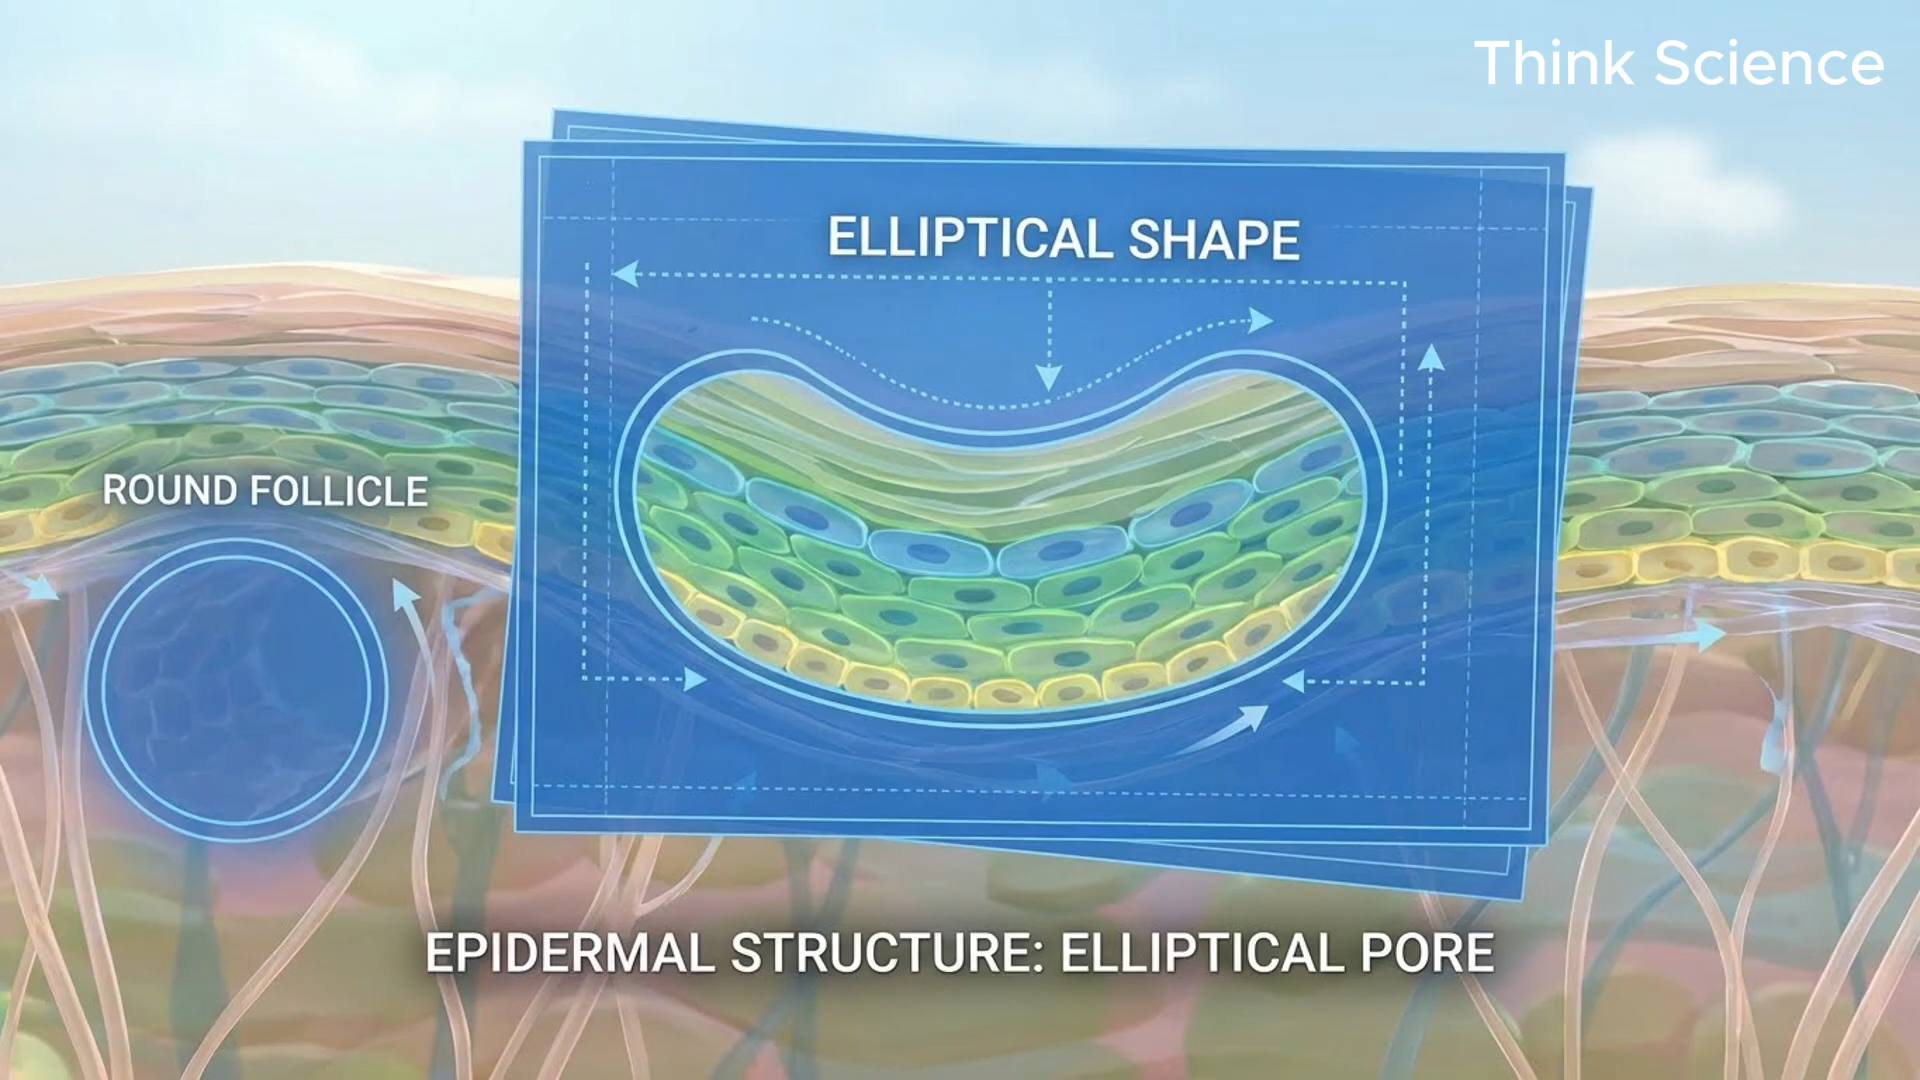 Think Science
ELLIPTICAL SHAPE
ROUND FOLLICLE
EPIDERMAL STRUCTURE: ELLIPTICAL PORE